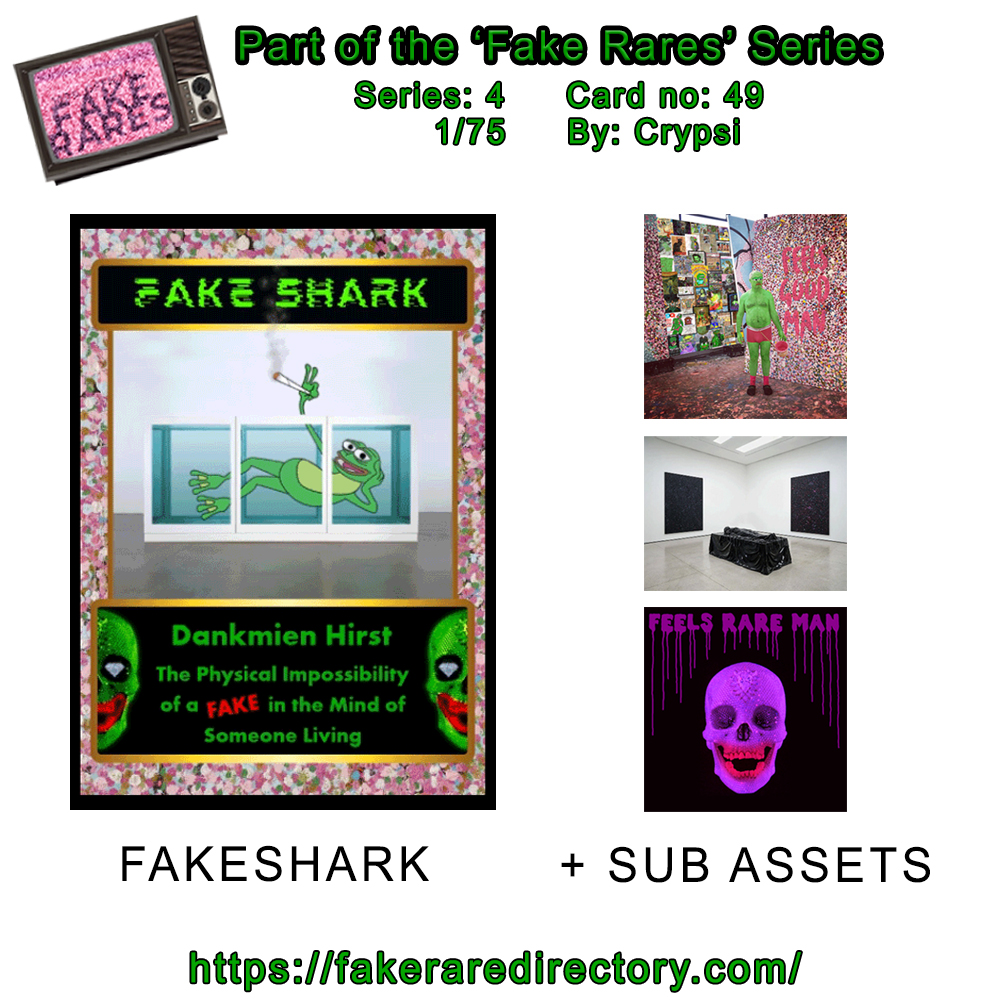 FAKE
RARES
Part of the ‘Fake Rares’ Series
Series: 4 Card no: 49
1/75 By: Crypsi
FAKE SHARK
Dankmien Hirst
The Physical Impossibility
of a FAKE in the Mind of
Someone Living
FEELS
GOOD
MAN
FEELS RARE MAN
FAKESHARK + SUB ASSETS
https://fakeraredirectory.com/